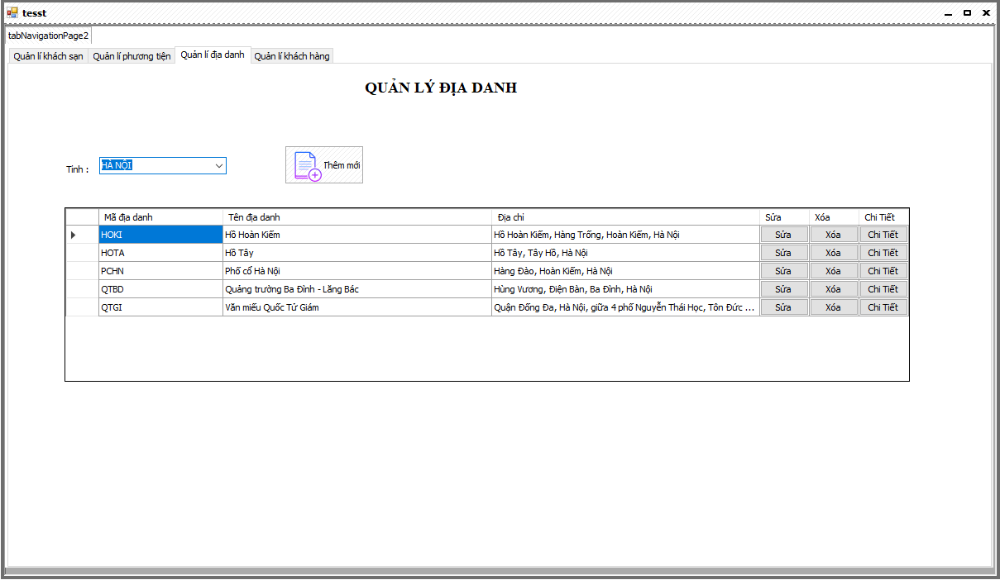 tesst
tabNavigationPage2
Quản lí khách sạn Quản lí phương tiện Quản lí địa danh Quản lí khách hàng
QUẢN LÝ ĐỊA DANH
Tỉnh : HÀ NỘI Thêm mới
Mã địa danh Tên địa danh Địa chỉ Sửa Xóa Chi Tiết
HOKI Hồ Hoàn Kiếm Hồ Hoàn Kiếm, Hàng Trống, Hoàn Kiếm, Hà Nội Sửa Xóa Chi Tiết
HOTA Hồ Tây Hồ Tây, Tây Hồ, Hà Nội Sửa Xóa Chi Tiết
PCHN Phố cổ Hà Nội Hàng Đào, Hoàn Kiếm, Hà Nội Sửa Xóa Chi Tiết
QTBD Quảng trường Ba Đình - Lăng Bác Hùng Vương, Điện Bàn, Ba Đình, Hà Nội Sửa Xóa Chi Tiết
QTGI Văn miếu Quốc Tử Giám Quận Đống Đa, Hà Nội, giữa 4 phố Nguyễn Thái Học, Tôn Đức ... Sửa Xóa Chi Tiết